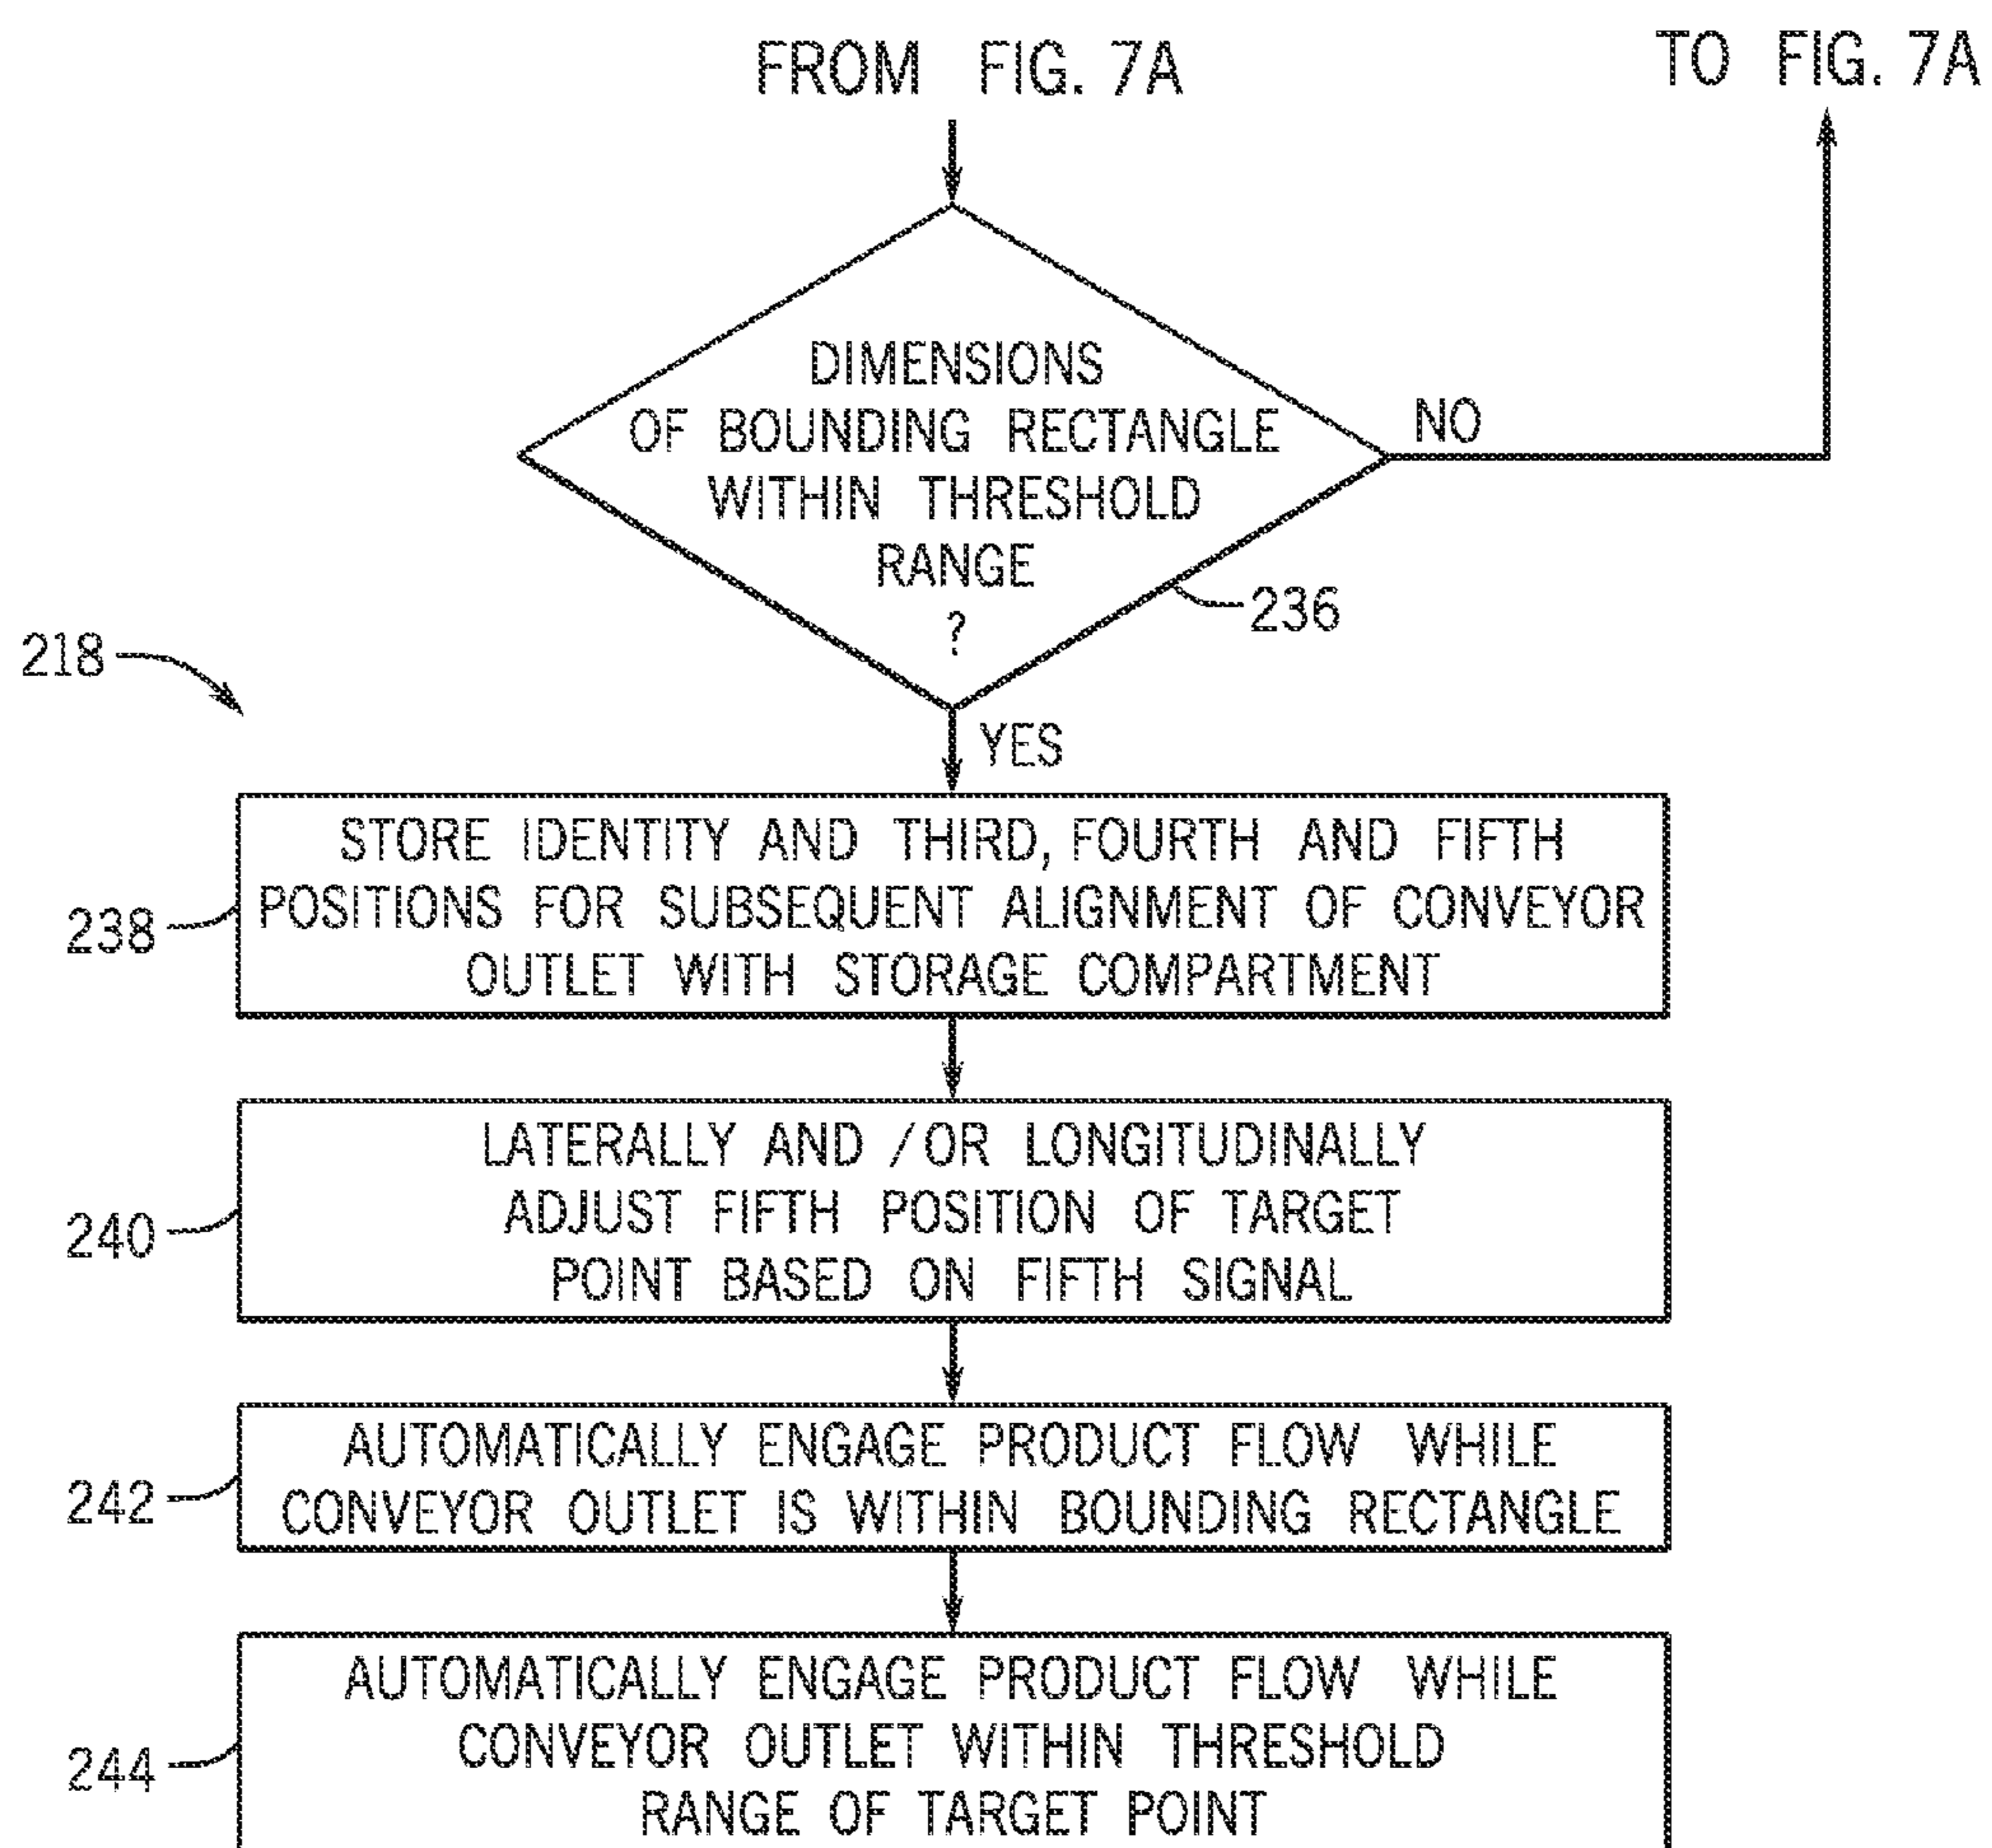 FROM FIG. 7A
TO FIG. 7A
DIMENSIONS
OF BOUNDING RECTANGLE
WITHIN THRESHOLD
RANGE
?
NO
236
218
YES
STORE IDENTITY AND THIRD, FOURTH AND FIFTH
POSITIONS FOR SUBSEQUENT ALIGNMENT OF CONVEYOR
OUTLET WITH STORAGE COMPARTMENT
238
LATERALLY AND /OR LONGITUDINALLY
ADJUST FIFTH POSITION OF TARGET
POINT BASED ON FIFTH SIGNAL
240
AUTOMATICALLY ENGAGE PRODUCT FLOW WHILE
CONVEYOR OUTLET IS WITHIN BOUNDING RECTANGLE
242
AUTOMATICALLY ENGAGE PRODUCT FLOW WHILE
CONVEYOR OUTLET WITHIN THRESHOLD
RANGE OF TARGET POINT
244